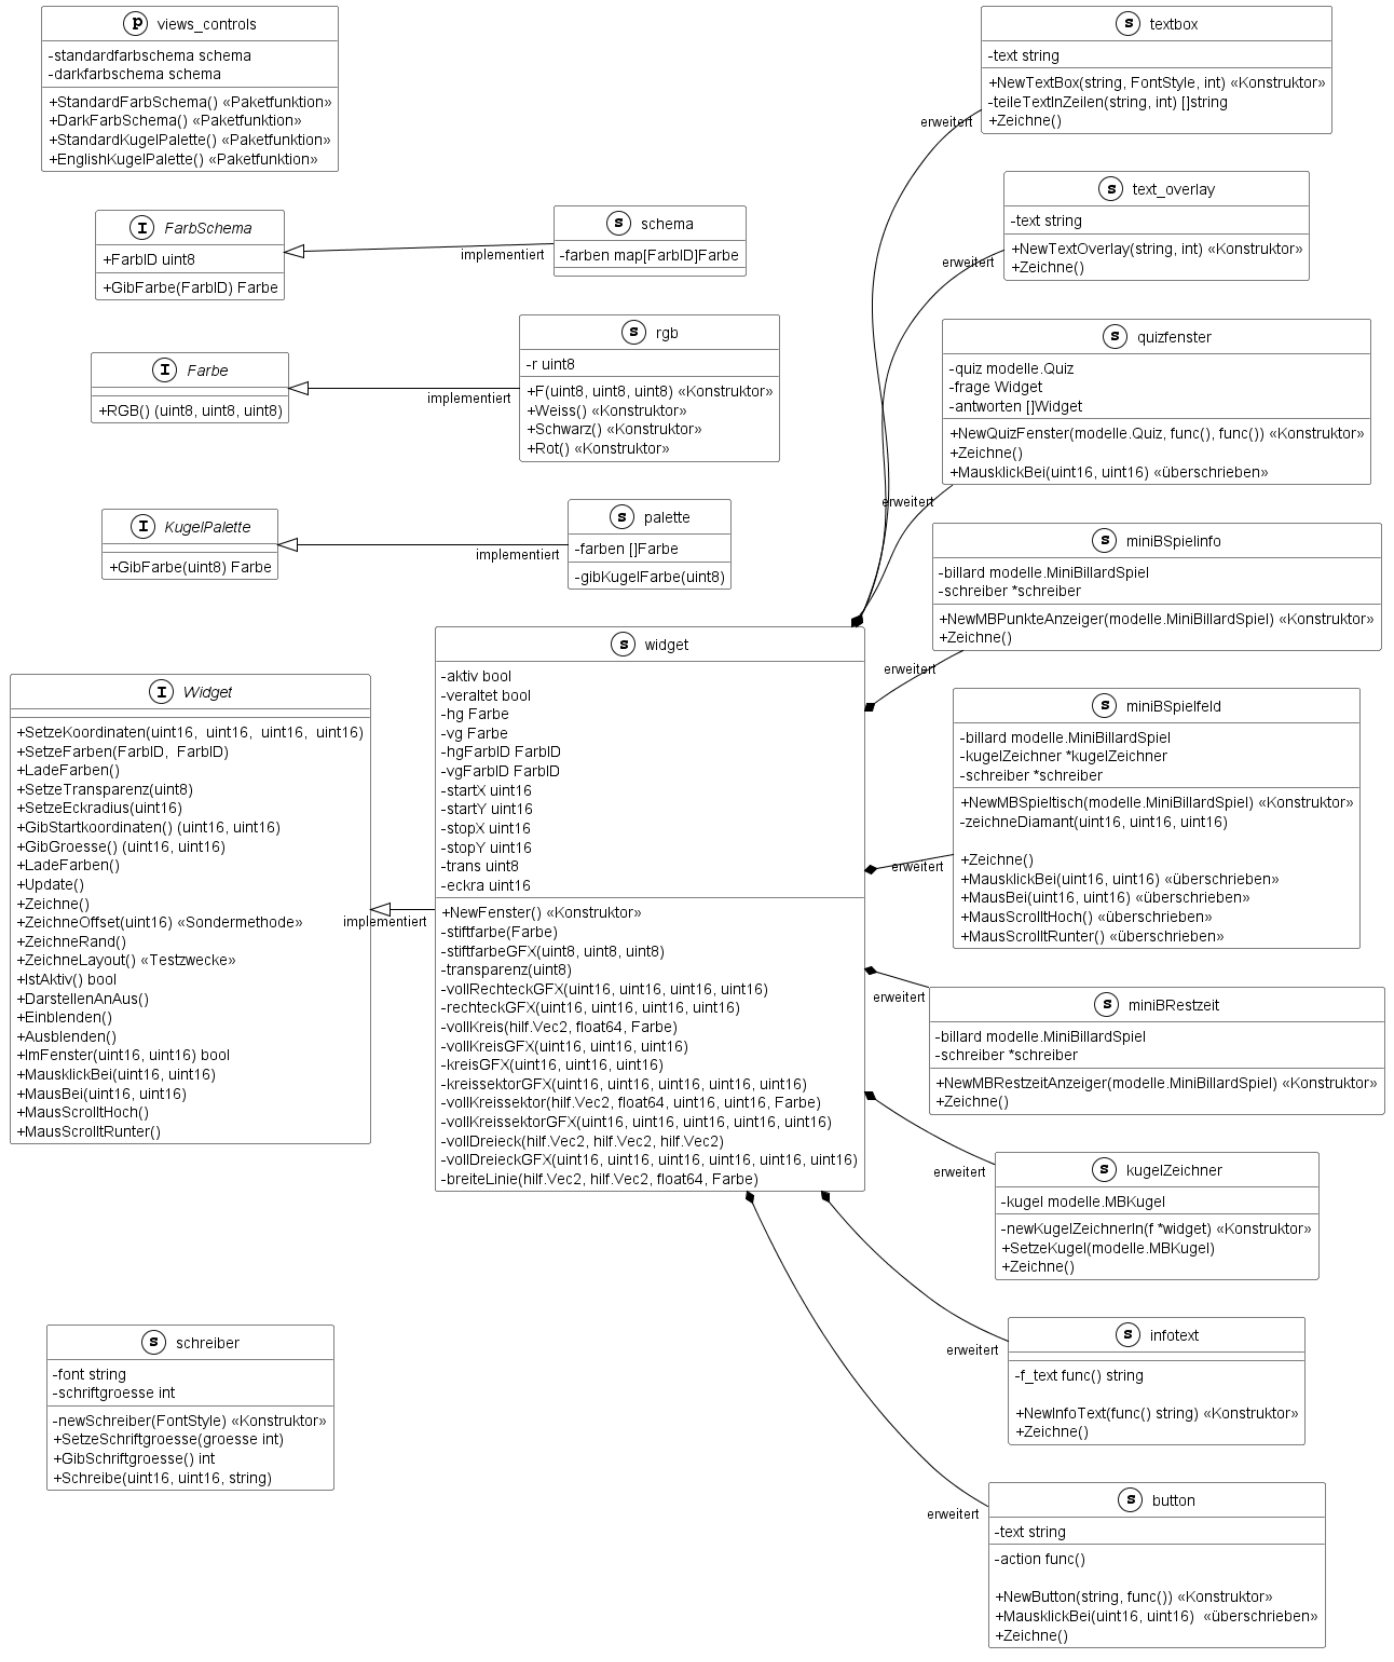 P views_controls
-standardfarbschema schema
-darkfarbschema schema
+StandardFarbSchema() «Paketfunktion»
+DarkFarbSchema() «Paketfunktion»
+StandardKugelPalette() «Paketfunktion»
+EnglishKugelPalette() «Paketfunktion»
I FarbSchema
+FarbID uint8
+GibFarbe(FarbID) Farbe
implementiert
S schema
-farben map[FarbID]Farbe
I Farbe
+RGB() (uint8, uint8, uint8)
implementiert
S rgb
-r uint8
+F(uint8, uint8, uint8) «Konstruktor»
+Weiss() «Konstruktor»
+Schwarz() «Konstruktor»
+Rot() «Konstruktor»
I KugelPalette
+GibFarbe(uint8) Farbe
implementiert
S palette
-farben []Farbe
-gibKugelFarbe(uint8)
I Widget
+SetzeKoordinaten(uint16,  uint16,  uint16,  uint16)
+SetzeFarben(FarbID,  FarbID)
+LadeFarben()
+SetzeTransparenz(uint8)
+SetzeEckradius(uint16)
+GibStartkoordinaten() (uint16, uint16)
+GibGroesse() (uint16, uint16)
+LadeFarben()
+Update()
+Zeichne()
+ZeichneOffset(uint16) «Sondermethode»
+ZeichneRand()
+ZeichneLayout() «Testzwecke»
+IstAktiv() bool
+DarstellenAnAus()
+Einblenden()
+Ausblenden()
+ImFenster(uint16, uint16) bool
+MausklickBei(uint16, uint16)
+MausBei(uint16, uint16)
+MausScrolltHoch()
+MausScrolltRunter()
implementiert
S widget
-aktiv bool
-veraltet bool
-hg Farbe
-vg Farbe
-hgFarbID FarbID
-vgFarbID FarbID
-startX uint16
-startY uint16
-stopX uint16
-stopY uint16
-trans uint8
-eckra uint16
+NewFenster() «Konstruktor»
-stiftfarbe(Farbe)
-stiftfarbeGFX(uint8, uint8, uint8)
-transparenz(uint8)
-vollRechteckGFX(uint16, uint16, uint16, uint16)
-rechteckGFX(uint16, uint16, uint16, uint16)
-vollKreis(hilf.Vec2, float64, Farbe)
-vollKreisGFX(uint16, uint16, uint16)
-kreisGFX(uint16, uint16, uint16)
-kreissektorGFX(uint16, uint16, uint16, uint16, uint16)
-vollKreissektor(hilf.Vec2, float64, uint16, uint16, Farbe)
-vollKreissektorGFX(uint16, uint16, uint16, uint16, uint16)
-vollDreieck(hilf.Vec2, hilf.Vec2, hilf.Vec2)
-vollDreieckGFX(uint16, uint16, uint16, uint16, uint16, uint16)
-breiteLinie(hilf.Vec2, hilf.Vec2, float64, Farbe)
S schreiber
-font string
-schriftgroesse int
-newSchreiber(FontStyle) «Konstruktor»
+SetzeSchriftgroesse(groesse int)
+GibSchriftgroesse() int
+Schreibe(uint16, uint16, string)
S textbox
-text string
+NewTextBox(string, FontStyle, int) «Konstruktor»
-teileTextInZeilen(string, int) []string
+Zeichne()
erweitert
S text_overlay
-text string
+NewTextOverlay(string, int) «Konstruktor»
+Zeichne()
erweitert
S quizfenster
-quiz modelle.Quiz
-frage Widget
-antworten []Widget
+NewQuizFenster(modelle.Quiz, func(), func()) «Konstruktor»
+Zeichne()
+MausklickBei(uint16, uint16) «überschrieben»
erweitert
S miniBSpielinfo
-billard modelle.MiniBillardSpiel
-schreiber *schreiber
+NewMBPunkteAnzeiger(modelle.MiniBillardSpiel) «Konstruktor»
+Zeichne()
erweitert
S miniBSpielfeld
-billard modelle.MiniBillardSpiel
-kugelZeichner *kugelZeichner
-schreiber *schreiber
+NewMBSpieltisch(modelle.MiniBillardSpiel) «Konstruktor»
-zeichneDiamant(uint16, uint16, uint16)
+Zeichne()
+MausklickBei(uint16, uint16) «überschrieben»
+MausBei(uint16, uint16) «überschrieben»
+MausScrolltHoch() «überschrieben»
+MausScrolltRunter() «überschrieben»
erweitert
S miniBRestzeit
-billard modelle.MiniBillardSpiel
-schreiber *schreiber
+NewMBRestzeitAnzeiger(modelle.MiniBillardSpiel) «Konstruktor»
+Zeichne()
erweitert
S kugelZeichner
-kugel modelle.MBKugel
-newKugelZeichnerIn(f *widget) «Konstruktor»
+SetzeKugel(modelle.MBKugel)
+Zeichne()
erweitert
S infotext
-f_text func() string
+NewInfoText(func() string) «Konstruktor»
+Zeichne()
erweitert
S button
-text string
-action func()
+NewButton(string, func()) «Konstruktor»
+MausklickBei(uint16, uint16)  «überschrieben»
+Zeichne()
erweitert